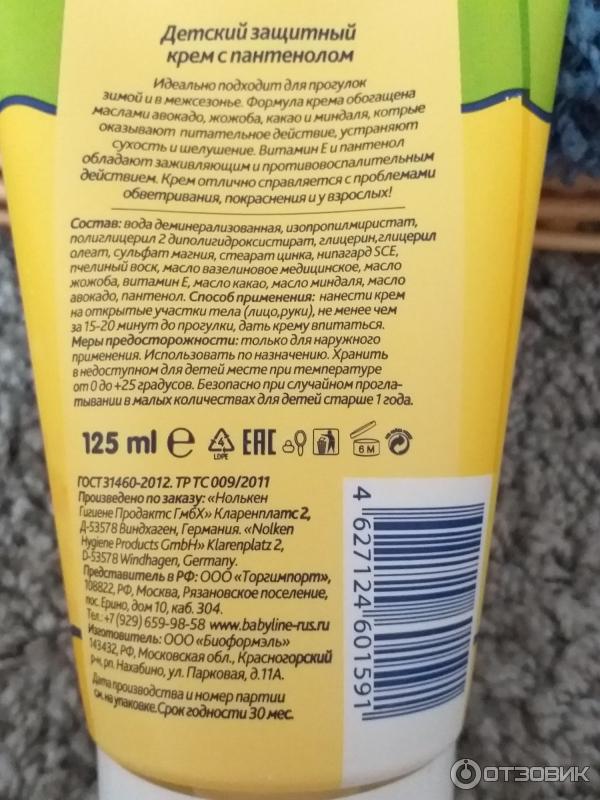 Детский защитный
крем с пантенолом
Идеально подходит для прогулок
зимой и в межсезонье. Формула крема обогащена
маслами авокадо, жожоба, какао и миндаля, котрые
оказывают питательное действие, устраняют
сухость и шелушение. Витамин Е и пантенол
обладают заживляющим и противовоспалительным
действием. Крем отлично справляется с проблемами
обветривания, покраснения и у взрослых!
Состав: вода деминерализованная, изопропилмиристат,
полиглицерил 2 диполигидроксистират, глицерин,глицерил
олеат, сульфат магния, стеарат цинка, нипагард SCE,
пчелиный воск, масло вазелиновое медицинское, масло
жожоба, витамин Е, масло какао, масло миндаля, масло
авокадо, пантенол. Способ применения: нанести крем
на открытые участки тела (лицо,руки), не менее чем
за 15-20 минут до прогулки, дать крему впитаться.
Меры предосторожности: только для наружного
применения. Использовать по назначению. Хранить
в недоступном для детей месте при температуре
от 0 до +25 градусов. Безопасно при случайном прогла-
тывании в малых количествах для детей старше 1 года.
125 ml e 4 LDPE EAC 6 M
ГОСТ 31460-2012. ТР ТС 009/2011
Произведено по заказу: «Нолькен
Гигиене Продактс ГмбХ» Кларенплатс 2,
Д-53578 Виндхаген, Германия. «Nolken
Hygiene Products GmbH» Klarenplatz 2,
D-53578 Windhagen, Germany.
Представитель в РФ: ООО «Торгимпорт»,
108822, РФ, Москва, Рязановское поселение,
пос. Ерино, дом 10, каб. 304.
Тел.: +7 (929) 659-98-58 www.babyline-rus.ru
Изготовитель: ООО «Биоформэль»
143432, РФ, Московская обл., Красногорский
р-н, рп. Нахабино, ул. Парковая, д.11А.
Дата производства и номер партии
см. на упаковке. Срок годности 30 мес.
4 627124 601591
ОТЗОВИК